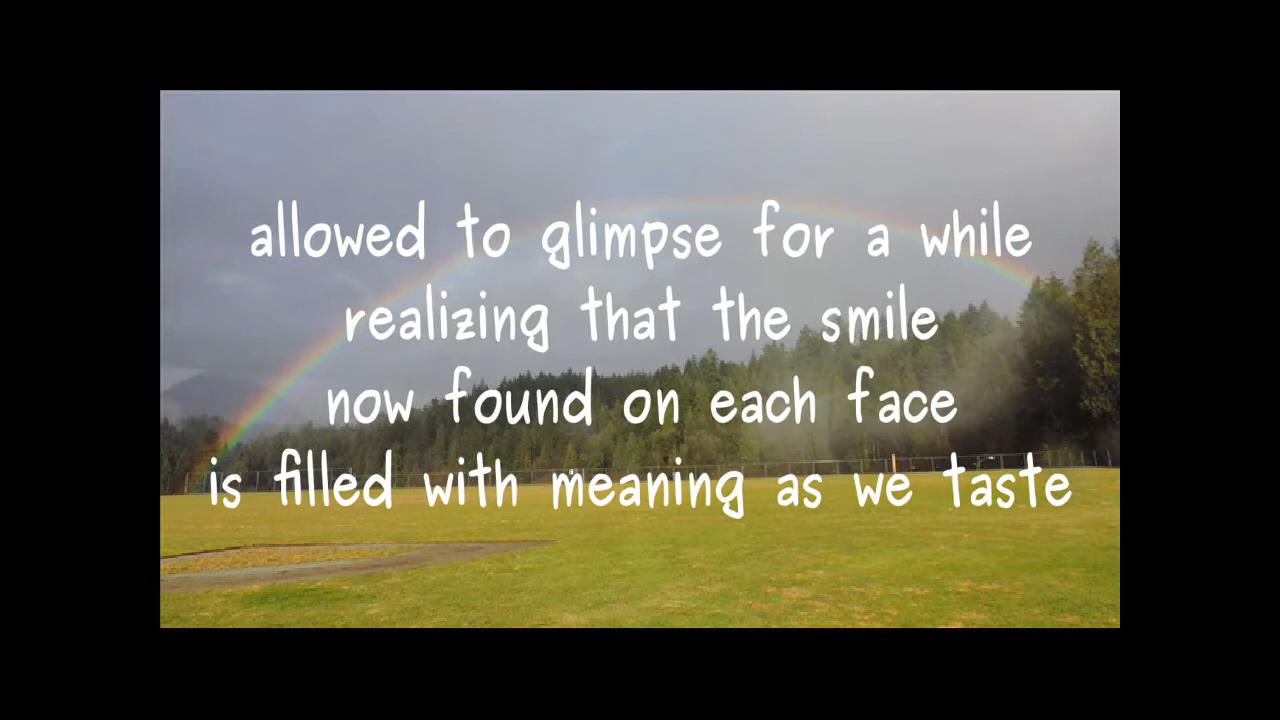 allowed to glimpse for a while
realizing that the smile
now found on each face
is filled with meaning as we taste